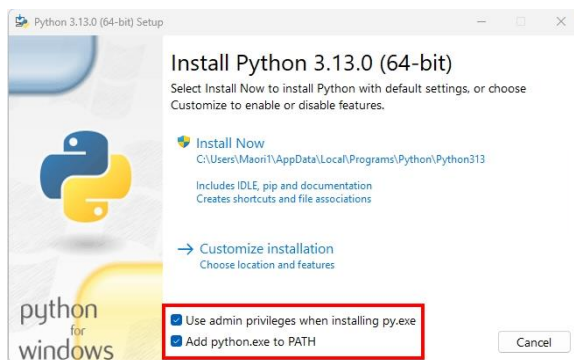 Python 3.13.0 (64-bit) Setup
Install Python 3.13.0 (64-bit)
Select Install Now to install Python with default settings, or choose
Customize to enable or disable features.
Install Now
C:\Users\Maori1\AppData\Local\Programs\Python\Python313
Includes IDLE, pip and documentation
Creates shortcuts and file associations
→ Customize installation
Choose location and features
python
for
windows
Use admin privileges when installing py.exe
Add python.exe to PATH
Cancel